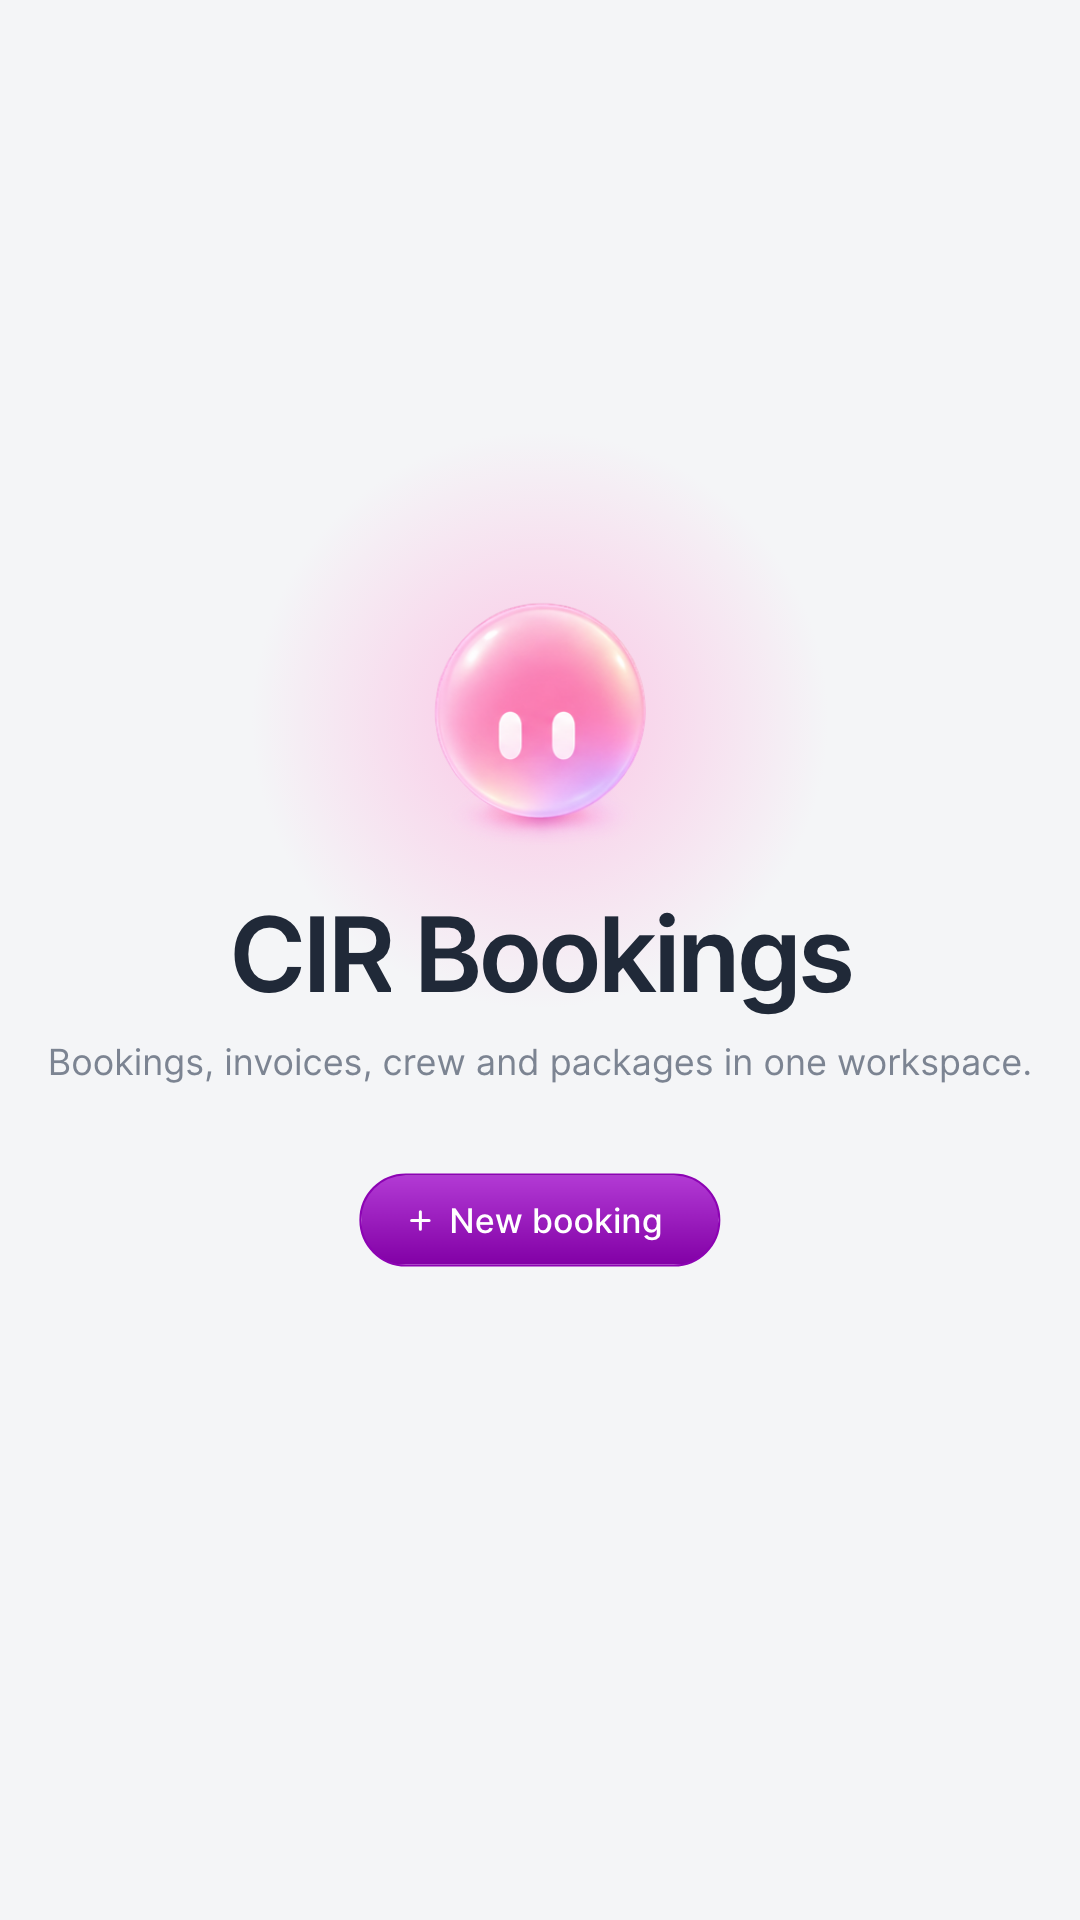 CIR Bookings
Bookings, invoices, crew and packages in one workspace.
+ New booking